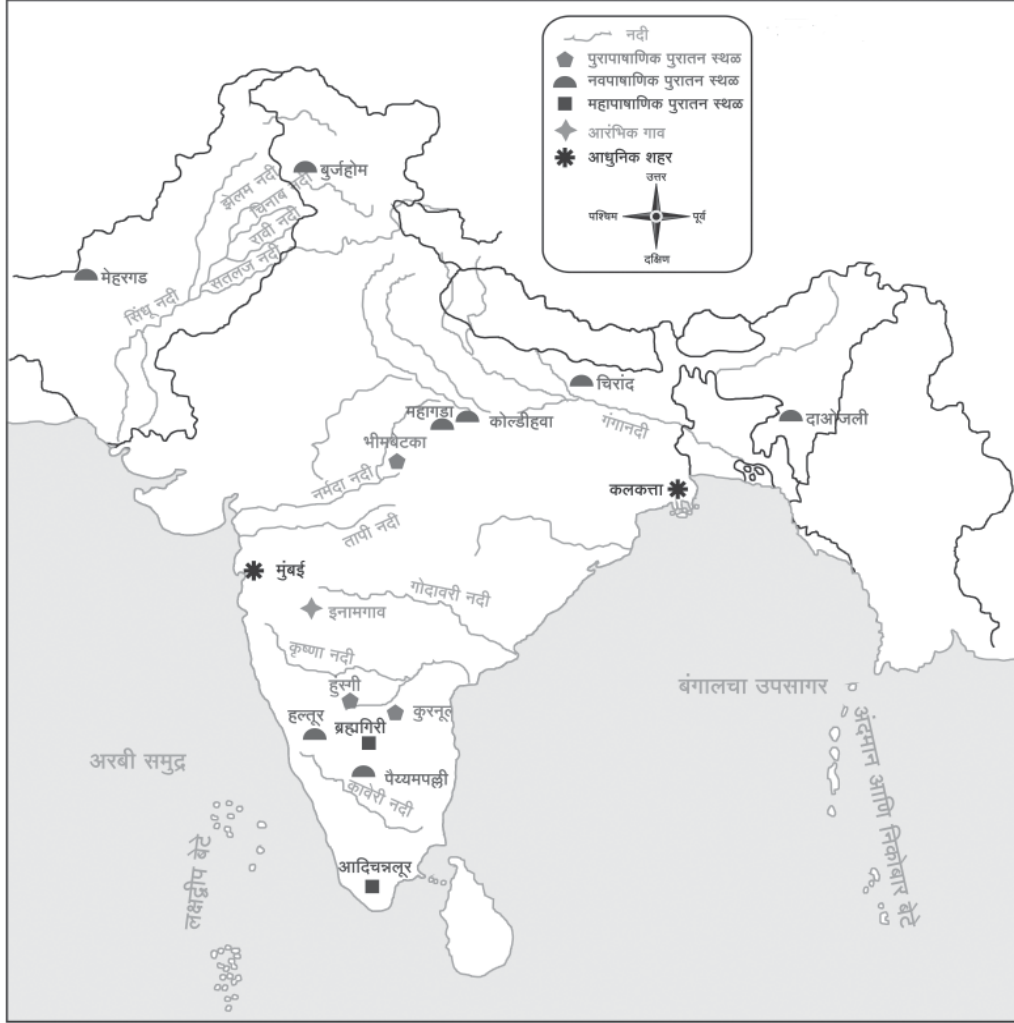 नदी
पुरापाषाणिक पुरातन स्थळ
नवपाषाणिक पुरातन स्थळ
महापाषाणिक पुरातन स्थळ
आरंभिक गाव
आधुनिक शहर
उत्तर
पश्चिम
पूर्व
दक्षिण
बुर्जहोम
झेलम नदी
चिनाब नदी
रावी नदी
सतलज नदी
मेहरगड
सिंधू नदी
चिरांद
महागडा
कोल्डीहवा
गंगानदी
दाओजली
भीमबेटका
नर्मदा नदी
कलकत्ता
तापी नदी
मुंबई
गोदावरी नदी
इनामगाव
कृष्णा नदी
हुस्गी
बंगालचा उपसागर
हल्लूर
ब्रह्मगिरी
कुरनूल
अरबी समुद्र
पैय्यमपल्ली
कावेरी नदी
अंदमान आणि निकोबार बेटे
लक्षद्वीप बेटे
आदिचन्नलूर